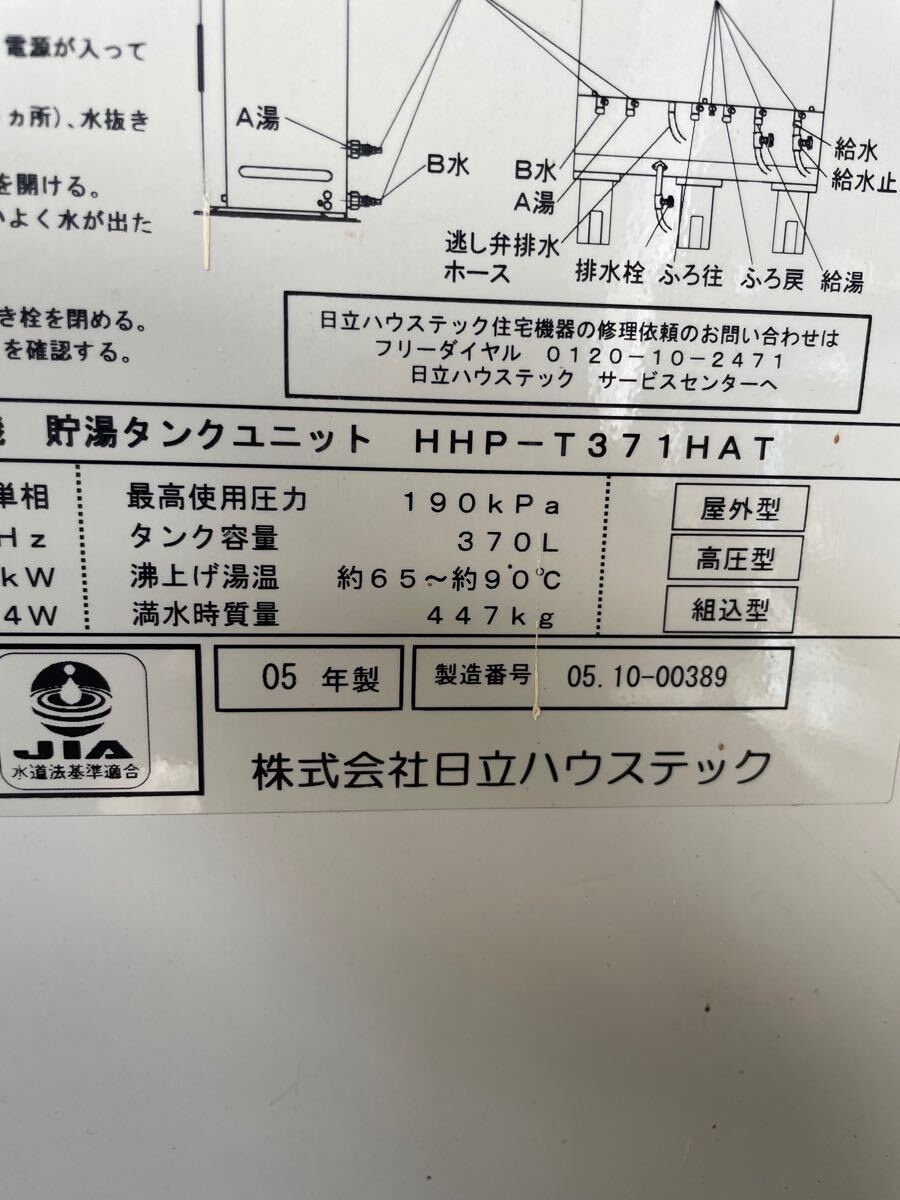 電源が入って
カ所）、水抜き
を開ける。
いよく水が出た
き栓を閉める。
を確認する。
A湯
B水
B水
A湯
逃し弁排水
ホース
排水栓
ふろ往
ふろ戻
給湯
給水
給水止
日立ハウステック住宅機器の修理依頼のお問い合わせは
フリーダイヤル 0120-10-2471
日立ハウステック サービスセンターへ
機 貯湯タンクユニット HHP-T371HAT
単相
Hz
kW
4W
最高使用圧力 190kPa
タンク容量 370L
沸上げ湯温 約65~約90℃
満水時質量 447kg
屋外型
高圧型
組込型
JIA
水道法基準適合
05 年製
製造番号 05.10-00389
株式会社日立ハウステック